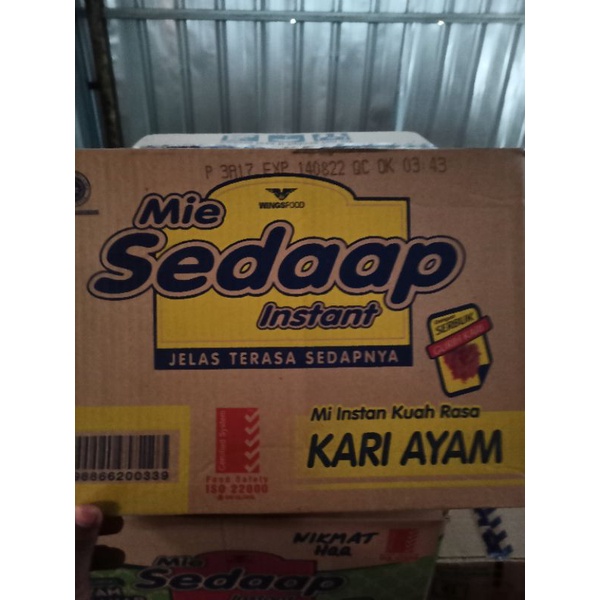 P 3A17 EXP 140822 QC OK 03:43
WINGSFOOD
Mie
Sedaap
Instant
JELAS TERASA SEDAPNYA
SERBUK
Mi Instan Kuah Rasa
KARI AYAM
08866200339
Food Safety
ISO 22000
NIKMAT
Mie
Sedaap